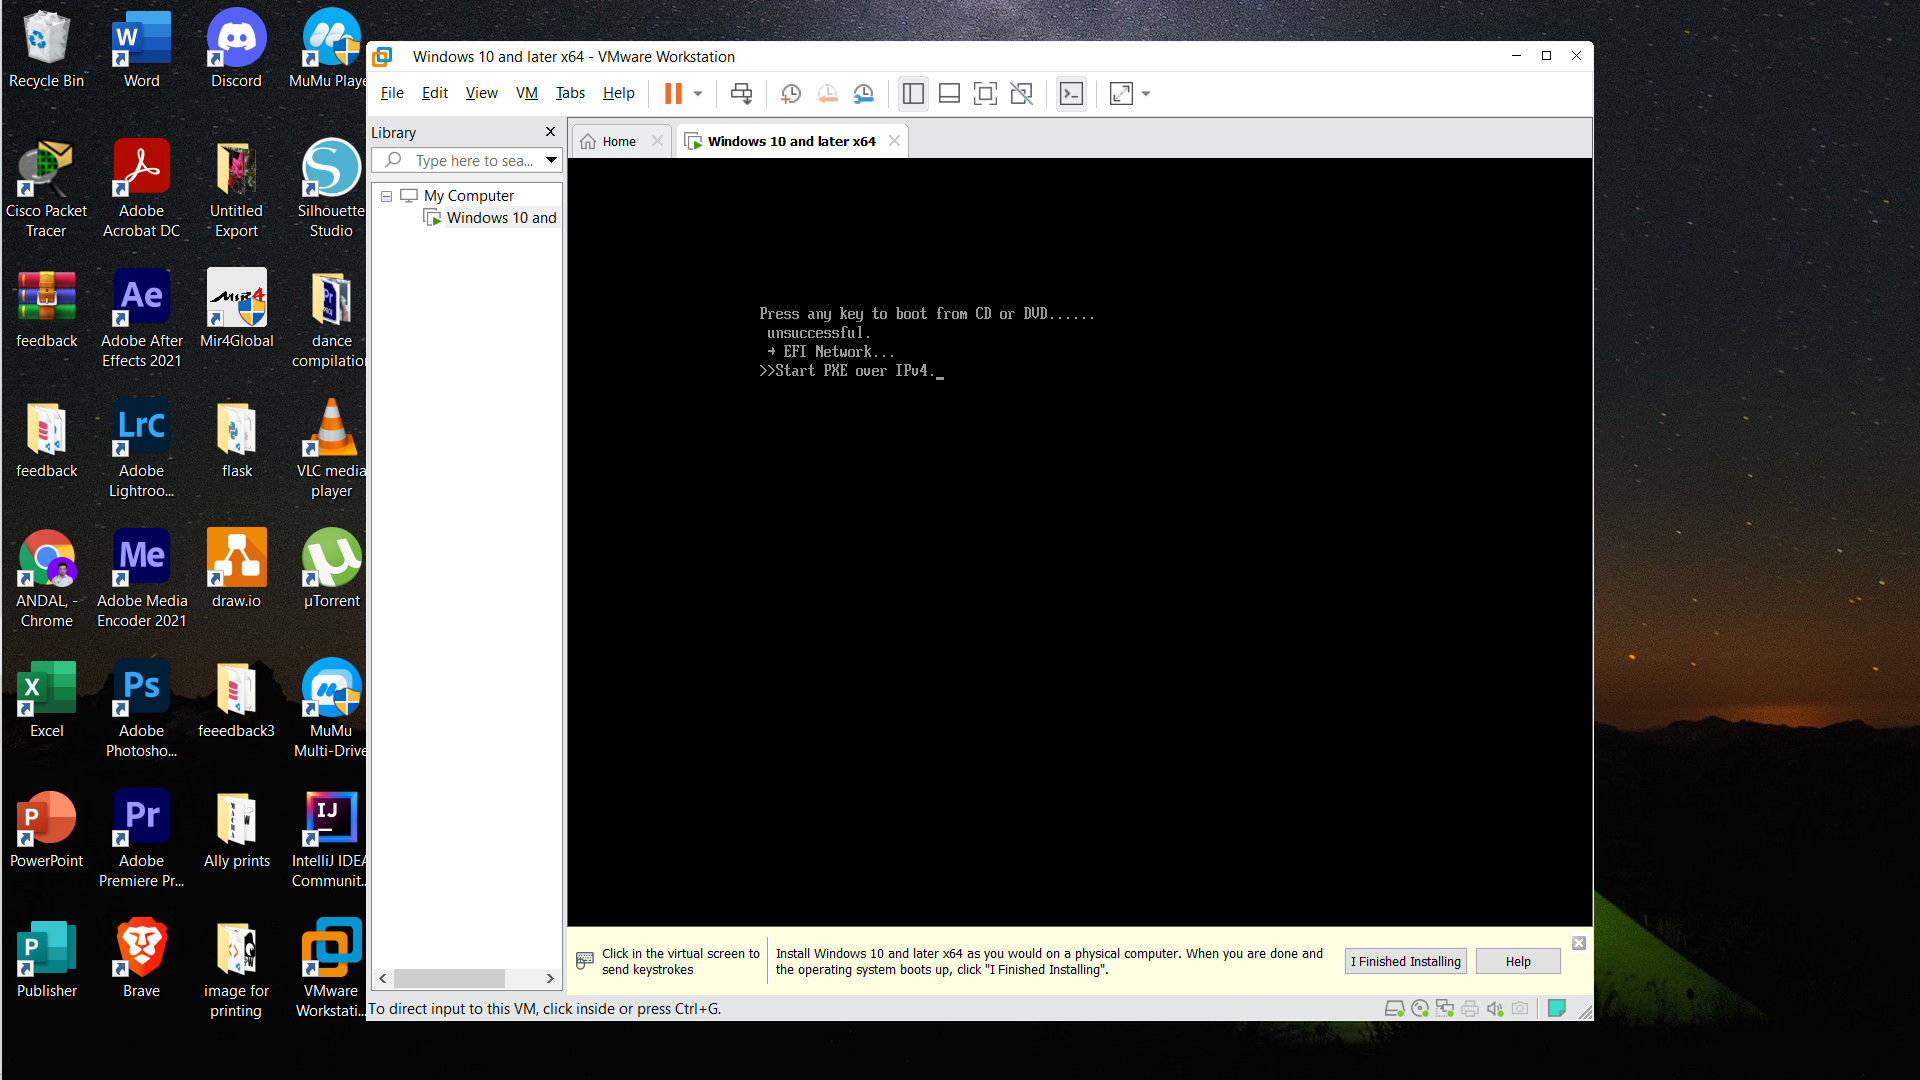 Recycle Bin
Word
Discord
MuMu Playe
Cisco Packet
Tracer
Adobe
Acrobat DC
Untitled
Export
Silhouette
Studio
feedback
Adobe After
Effects 2021
Mir4Global
dance
compilation
feedback
Adobe
Lightroo...
flask
VLC media
player
ANDAL, -
Chrome
Adobe Media
Encoder 2021
draw.io
µTorrent
Excel
Adobe
Photosho...
feeedback3
MuMu
Multi-Drive
PowerPoint
Adobe
Premiere Pr...
Ally prints
IntelliJ IDEA
Communit...
Publisher
Brave
image for
printing
VMware
Workstati...
Windows 10 and later x64 - VMware Workstation
File Edit View VM Tabs Help
Library
Type here to sea...
My Computer
Windows 10 and
Home
Windows 10 and later x64
Press any key to boot from CD or DVD......
unsuccessful.
→ EFI Network...
>>Start PXE over IPv4._
Click in the virtual screen to
send keystrokes
Install Windows 10 and later x64 as you would on a physical computer. When you are done and
the operating system boots up, click "I Finished Installing".
I Finished Installing
Help
To direct input to this VM, click inside or press Ctrl+G.